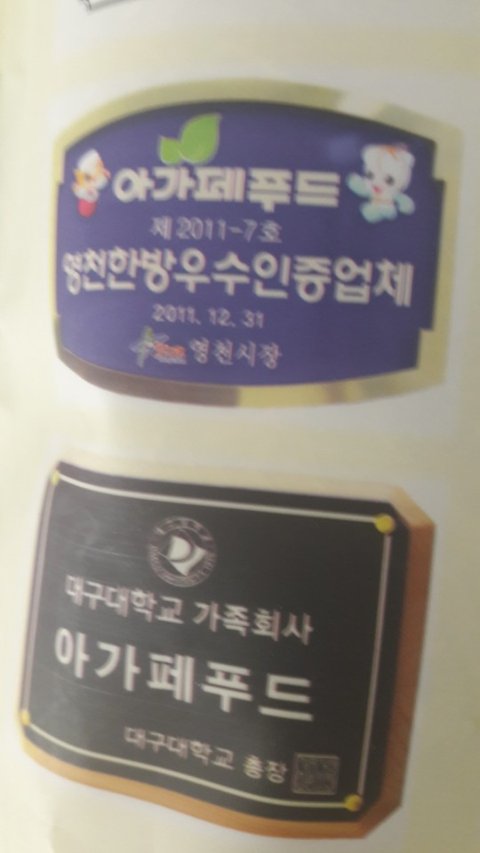 아가페푸드
제 2011-7호
영천한방우수인증업체
2011. 12. 31
영천시장
대구대학교 가족회사
아가페푸드
대구대학교 총장